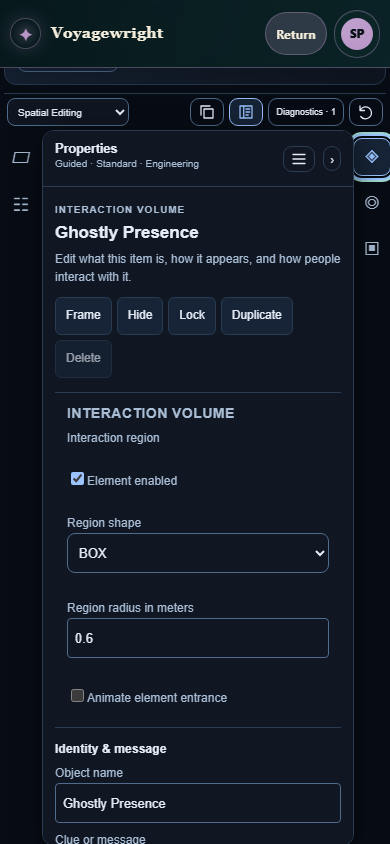 Voyagewright
Return
SP
Spatial Editing
Diagnostics · 1
Properties
Guided · Standard · Engineering
›
INTERACTION VOLUME
Ghostly Presence
Edit what this item is, how it appears, and how people
interact with it.
Frame
Hide
Lock
Duplicate
Delete
INTERACTION VOLUME
Interaction region
Element enabled
Region shape
BOX
Region radius in meters
0.6
Animate element entrance
Identity & message
Object name
Ghostly Presence
Clue or message